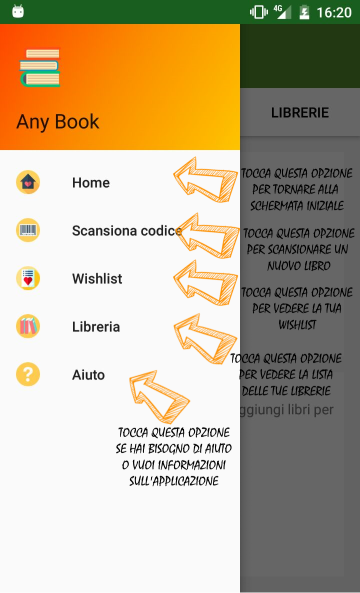 4G
16:20
Any Book
LIBRERIE
Home
TOCCA QUESTA OPZIONE
PER TORNARE ALLA
SCHERMATA INIZIALE
Scansiona codice
TOCCA QUESTA OPZIONE
PER SCANSIONARE UN
NUOVO LIBRO
Wishlist
TOCCA QUESTA OPZIONE
PER VEDERE LA TUA
WISHLIST
Libreria
TOCCA QUESTA OPZIONE
PER VEDERE LA LISTA
DELLE TUE LIBRERIE
ggiungi libri per
Aiuto
?
TOCCA QUESTA OPZIONE
SE HAI BISOGNO DI AIUTO
O VUOI INFORMAZIONI
SULL'APPLICAZIONE